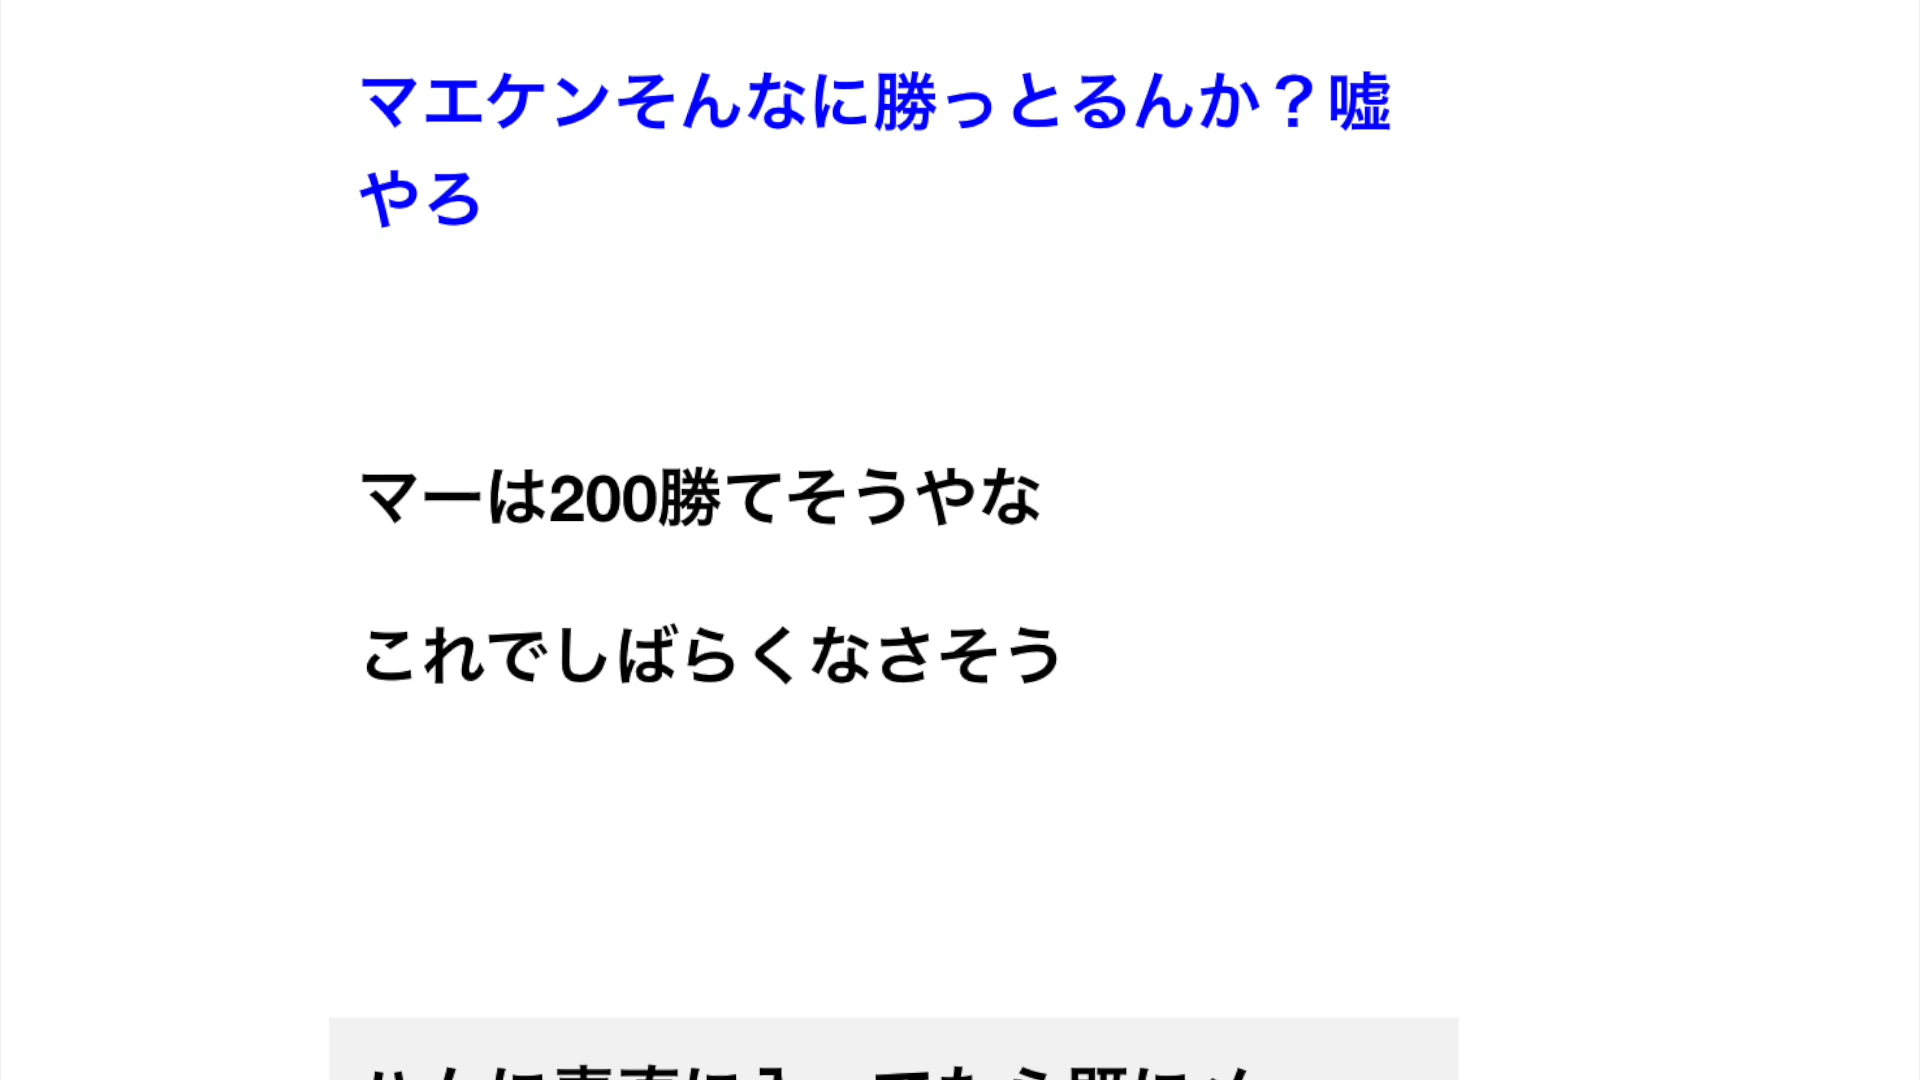 マエケンそんなに勝っとるんか？嘘
やろ
マーは200勝てそうやな
これでしばらくなさそう